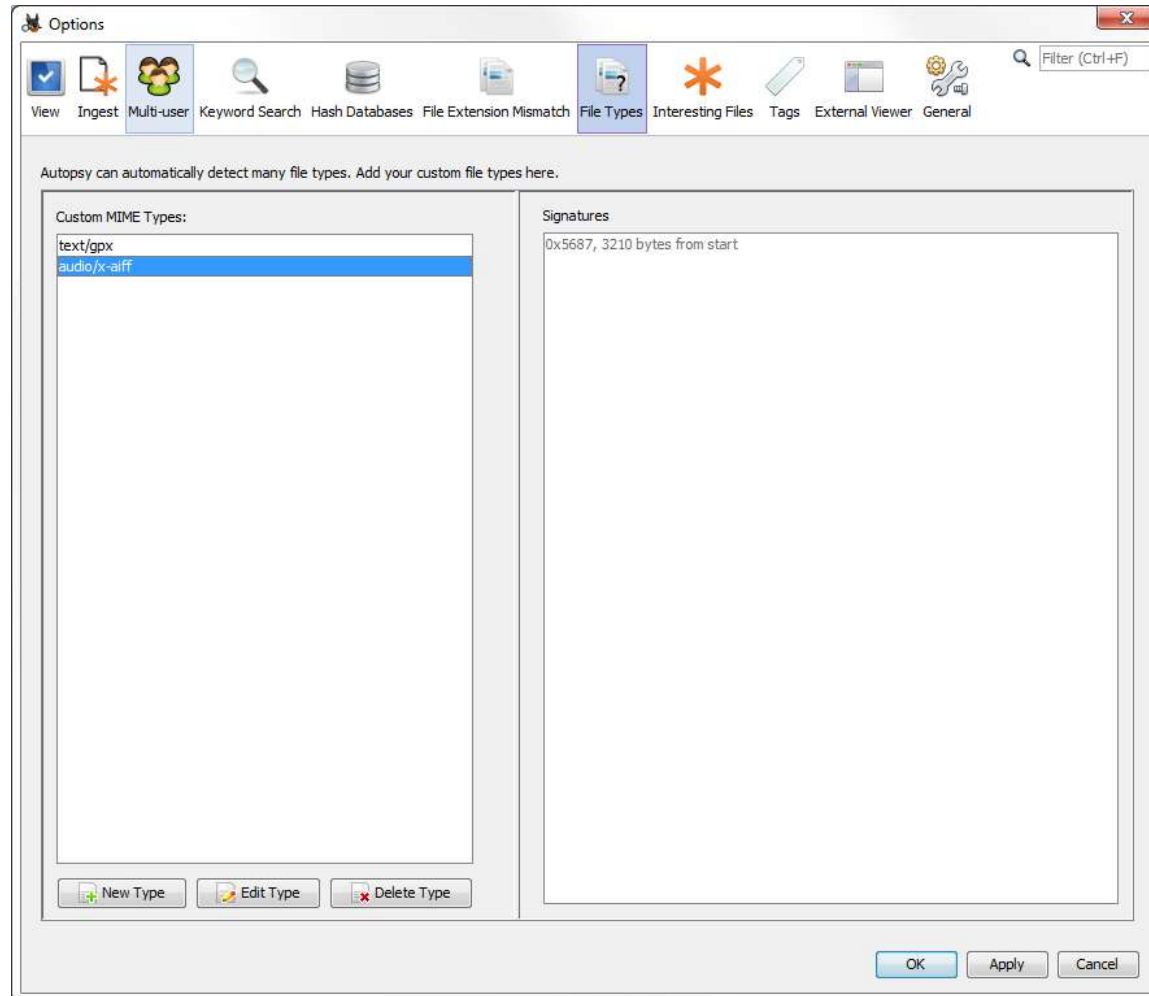 Options
Filter (Ctrl+F)
View Ingest Multi-user Keyword Search Hash Databases File Extension Mismatch File Types Interesting Files Tags External Viewer General
Autopsy can automatically detect many file types. Add your custom file types here.
Custom MIME Types:
text/gpx
audio/x-aiff
New Type Edit Type Delete Type
Signatures
0x5687, 3210 bytes from start
OK Apply Cancel